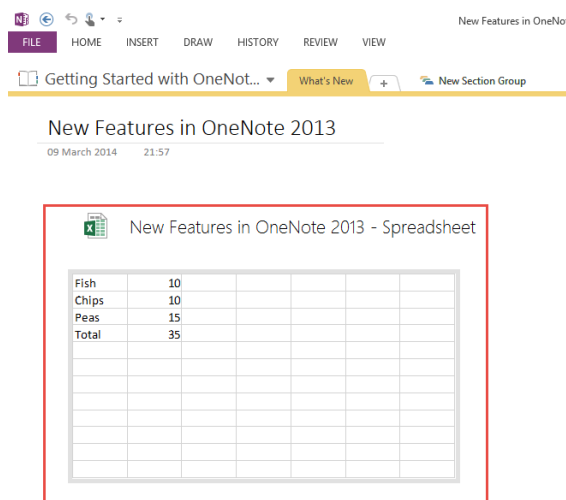 New Features in OneNo
FILE HOME INSERT DRAW HISTORY REVIEW VIEW
Getting Started with OneNot... What's New + New Section Group
New Features in OneNote 2013
09 March 2014 21:57
New Features in OneNote 2013 - Spreadsheet
Fish 10
Chips 10
Peas 15
Total 35